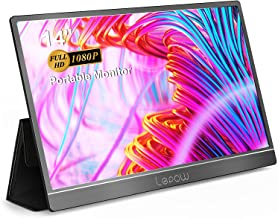 14"
FULL HD 1080P
Portable Monitor
Lepow